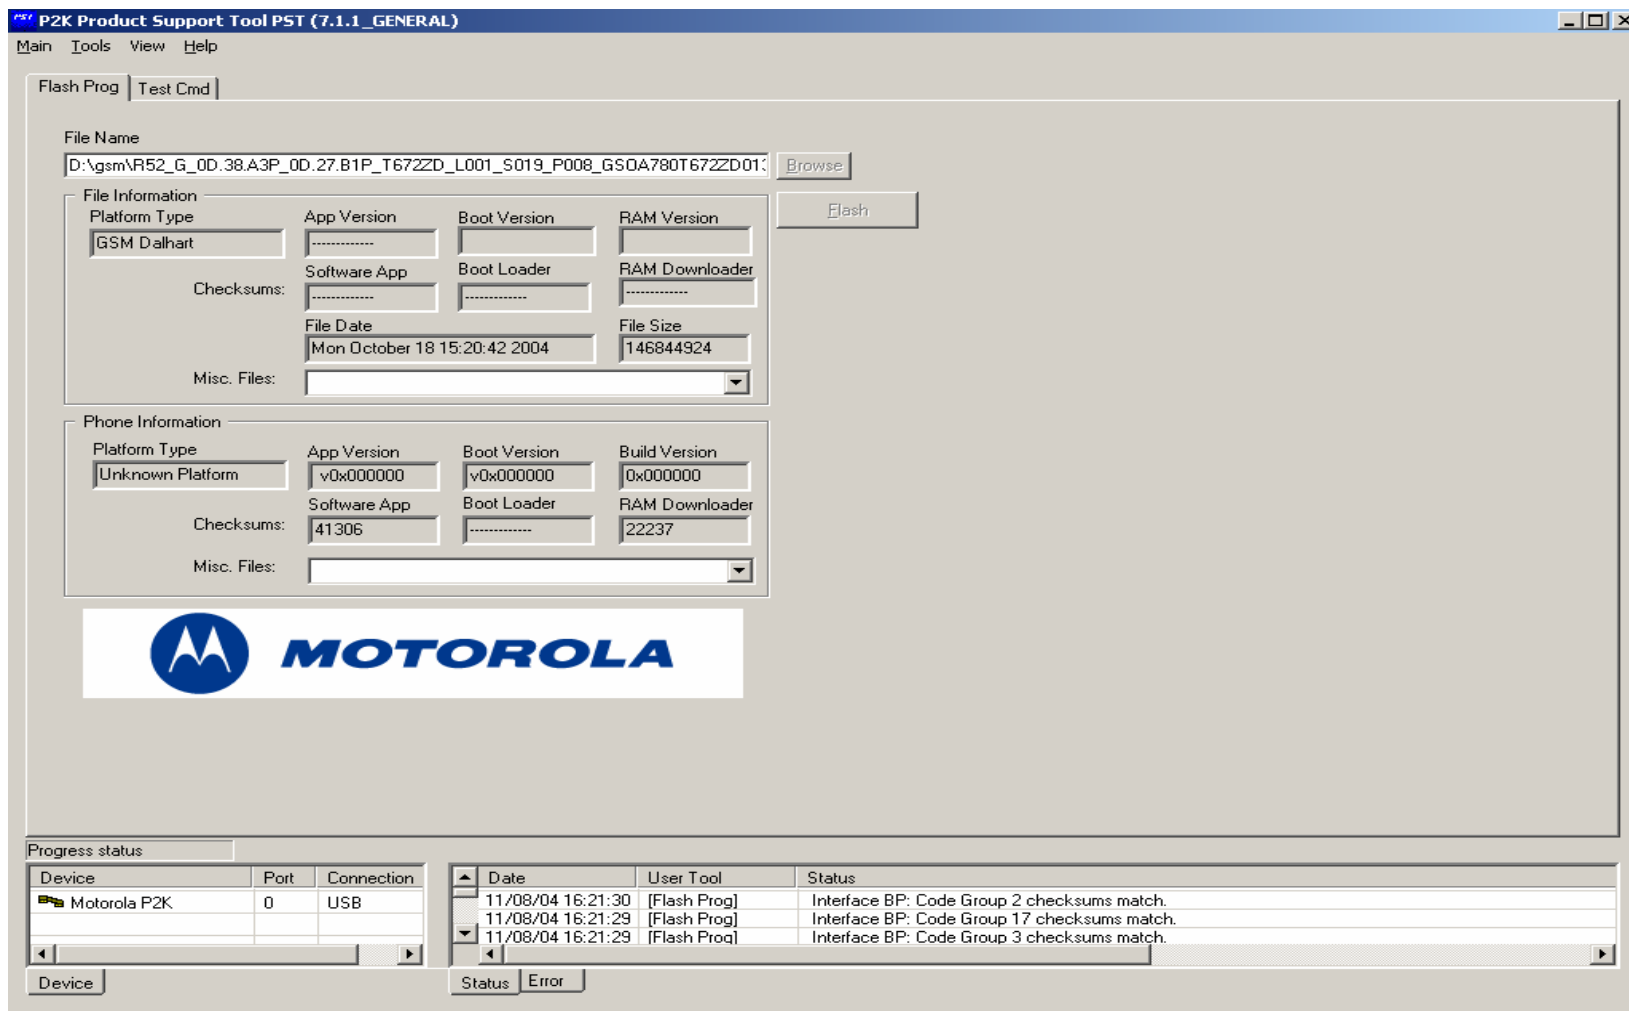 PST P2K Product Support Tool PST (7.1.1_GENERAL)
Main Tools View Help
Flash Prog Test Cmd
File Name
D:\gsm\R52_G_0D.38.A3P_0D.27.B1P_T672ZD_L001_S019_P008_GSOA780T672ZD013
Browse
File Information
Flash
Platform Type App Version Boot Version RAM Version
GSM Dalhart -------------
Software App Boot Loader RAM Downloader
Checksums: ------------- ------------- -------------
File Date File Size
Mon October 18 15:20:42 2004 146844924
Misc. Files:
Phone Information
Platform Type App Version Boot Version Build Version
Unknown Platform v0x000000 v0x000000 0x000000
Software App Boot Loader RAM Downloader
Checksums: 41306 ------------- 22237
Misc. Files:
MOTOROLA
Progress status
Device Port Connection
Motorola P2K 0 USB
Date User Tool Status
11/08/04 16:21:30 [Flash Prog] Interface BP: Code Group 2 checksums match.
11/08/04 16:21:29 [Flash Prog] Interface BP: Code Group 17 checksums match.
11/08/04 16:21:29 [Flash Prog] Interface BP: Code Group 3 checksums match.
Device
Status Error